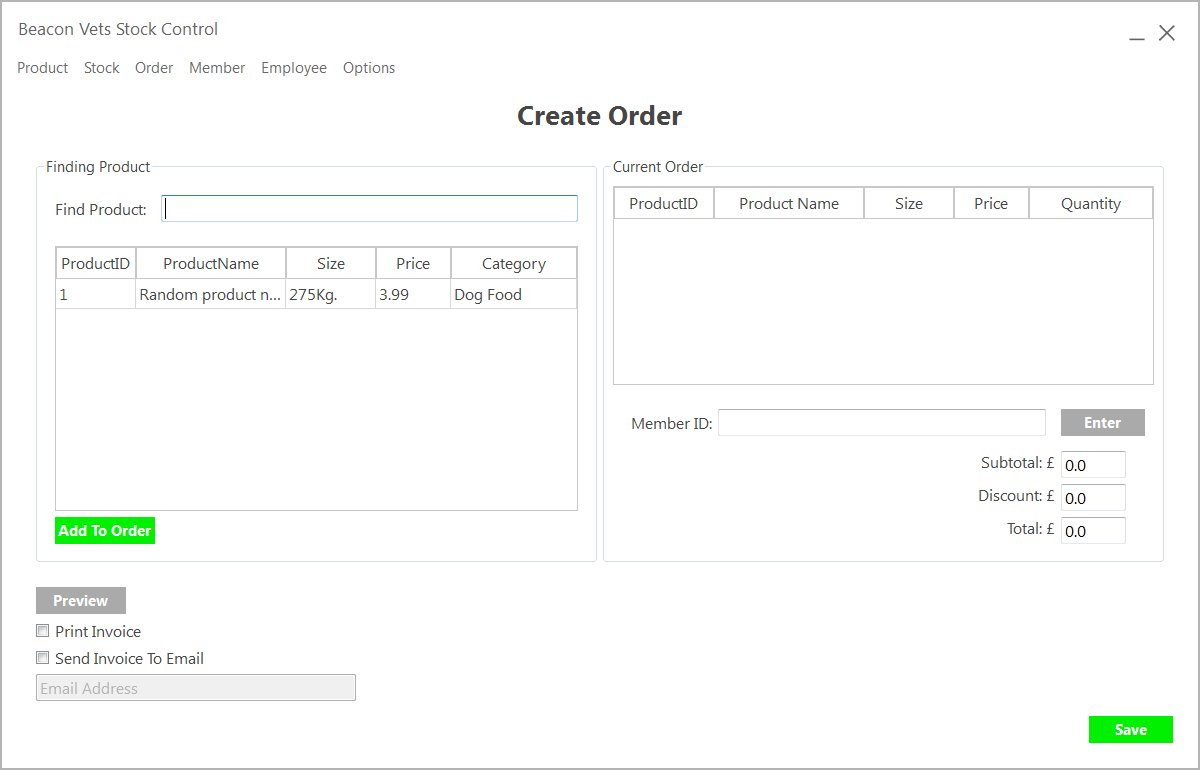 Beacon Vets Stock Control
Product Stock Order Member Employee Options
Create Order
Finding Product
Find Product:
ProductID ProductName Size Price Category
1 Random product n... 275Kg. 3.99 Dog Food
Add To Order
Current Order
ProductID Product Name Size Price Quantity
Member ID: Enter
Subtotal: £ 0.0
Discount: £ 0.0
Total: £ 0.0
Preview
Print Invoice
Send Invoice To Email
Email Address
Save